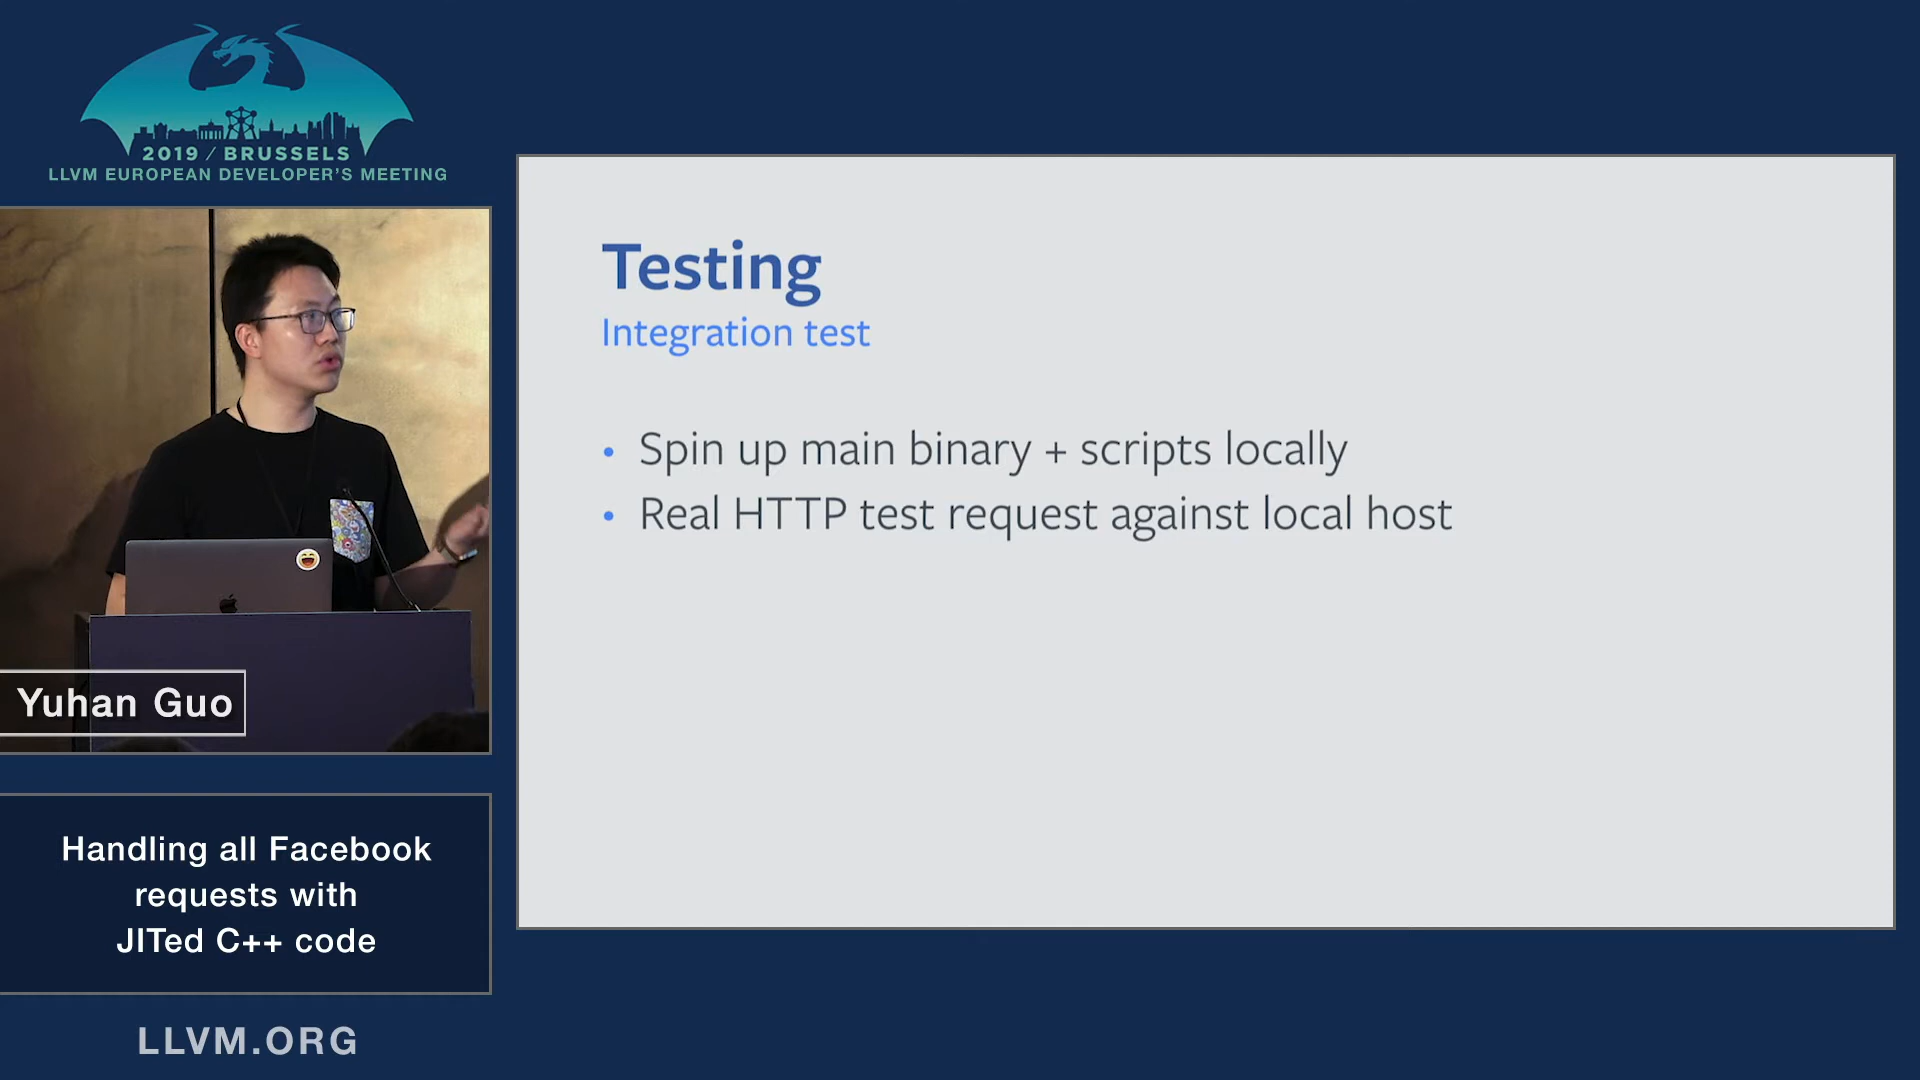 2019 / BRUSSELS
LLVM EUROPEAN DEVELOPER'S MEETING
Yuhan Guo
Handling all Facebook
requests with
JITed C++ code
LLVM.ORG
Testing
Integration test
• Spin up main binary + scripts locally
• Real HTTP test request against local host